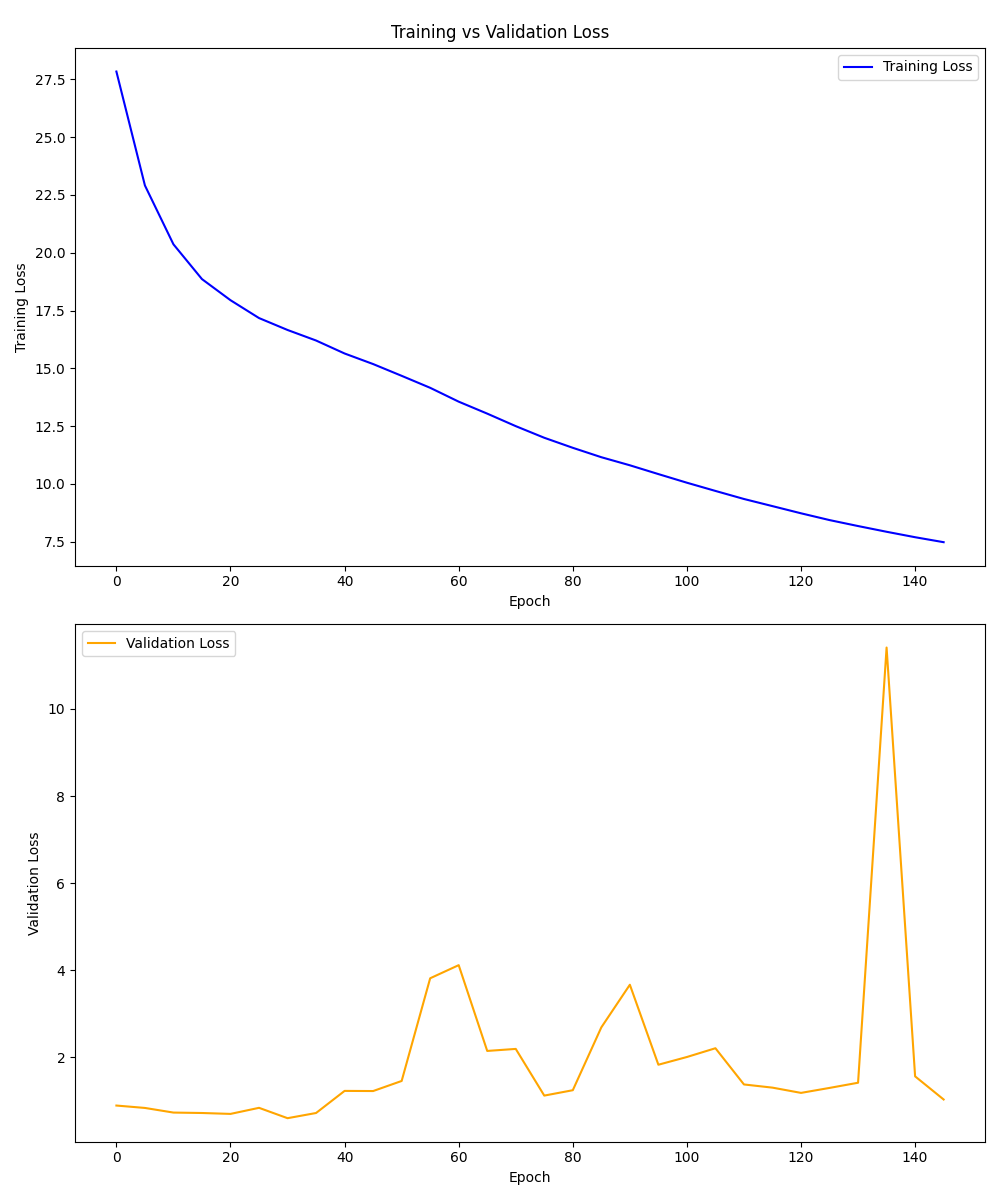 Training vs Validation Loss
Training Loss
27.5
25.0
22.5
20.0
17.5
15.0
12.5
10.0
7.5
Training Loss
0 20 40 60 80 100 120 140
Epoch
Validation Loss
10
8
6
4
2
Validation Loss
0 20 40 60 80 100 120 140
Epoch